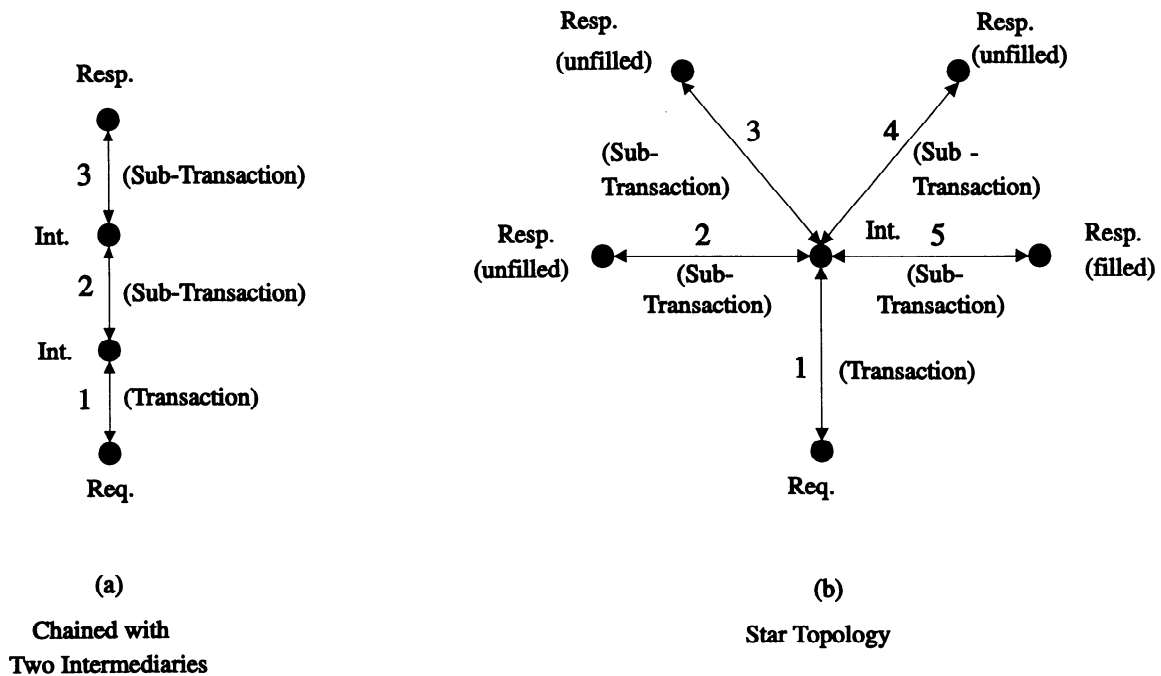 Resp.
3 (Sub-Transaction)
Int.
2 (Sub-Transaction)
Int.
1 (Transaction)
Req.
(a)
Chained with
Two Intermediaries
Resp.
(unfilled)
Resp.
(unfilled)
3
(Sub-
Transaction)
4
(Sub -
Transaction)
Resp.
(unfilled)
2
(Sub-
Transaction)
Int.
5
(Sub-
Transaction)
Resp.
(filled)
1 (Transaction)
Req.
(b)
Star Topology